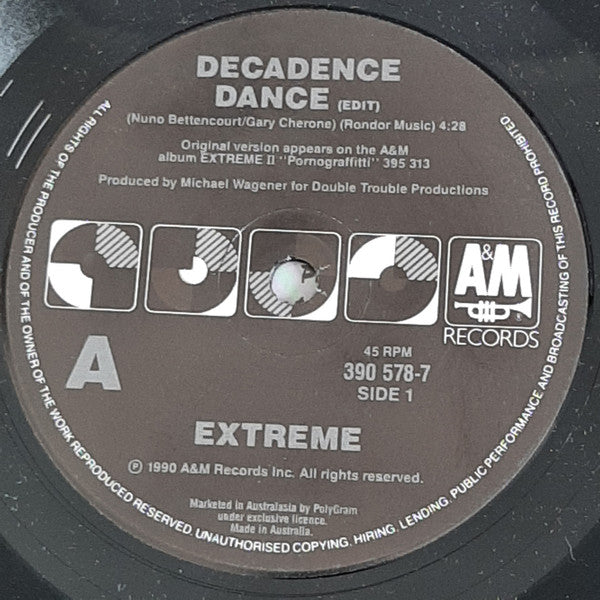 DECADENCE
DANCE (EDIT)
(Nuno Bettencourt/Gary Cherone) (Rondor Music) 4:28
Original version appears on the A&M
album EXTREME II "Pornograffitti" 395 313
Produced by Michael Wagener for Double Trouble Productions
A&M
RECORDS
A
45 RPM
390 578-7
SIDE 1
EXTREME
℗ 1990 A&M Records Inc. All rights reserved.
Marketed in Australasia by PolyGram
under exclusive licence.
Made in Australia.
ALL RIGHTS OF THE PRODUCER AND OF THE OWNER OF THE WORK REPRODUCED RESERVED. UNAUTHORISED COPYING, HIRING, LENDING, PUBLIC PERFORMANCE AND BROADCASTING OF THIS RECORD PROHIBITED